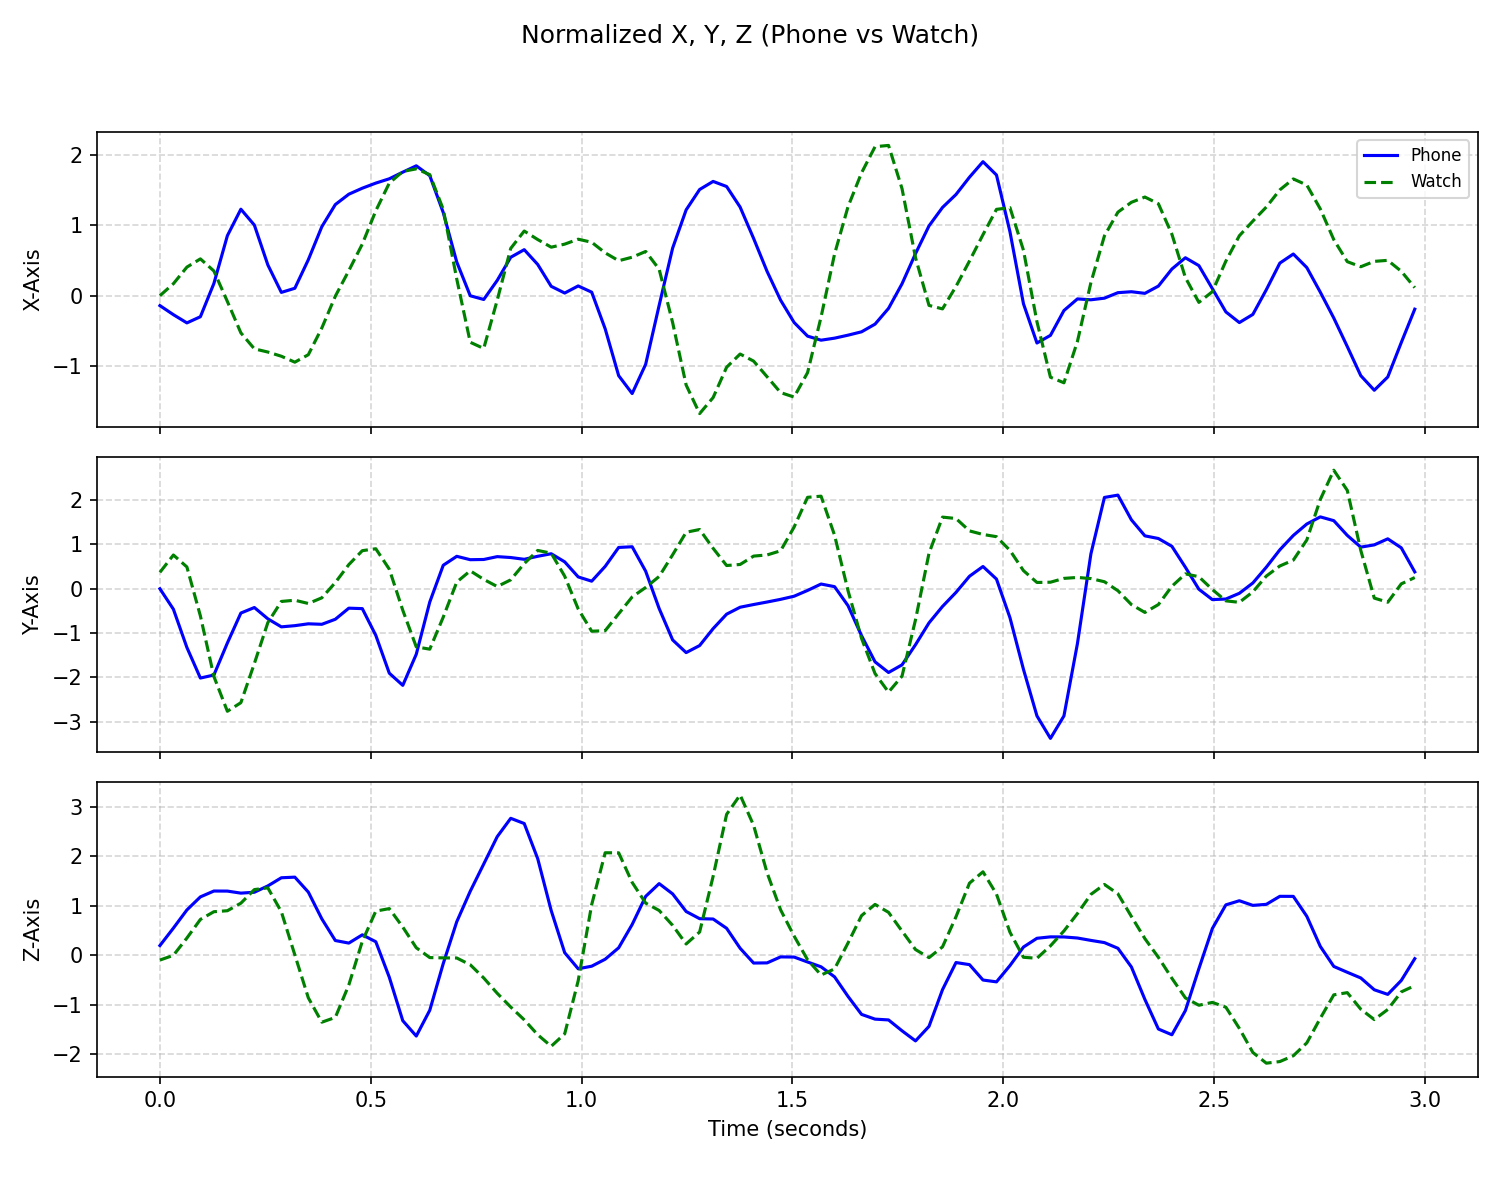 Normalized X, Y, Z (Phone vs Watch)
X-Axis
2
1
0
−1
Phone
Watch
Y-Axis
2
1
0
−1
−2
−3
Z-Axis
3
2
1
0
−1
−2
0.0 0.5 1.0 1.5 2.0 2.5 3.0
Time (seconds)